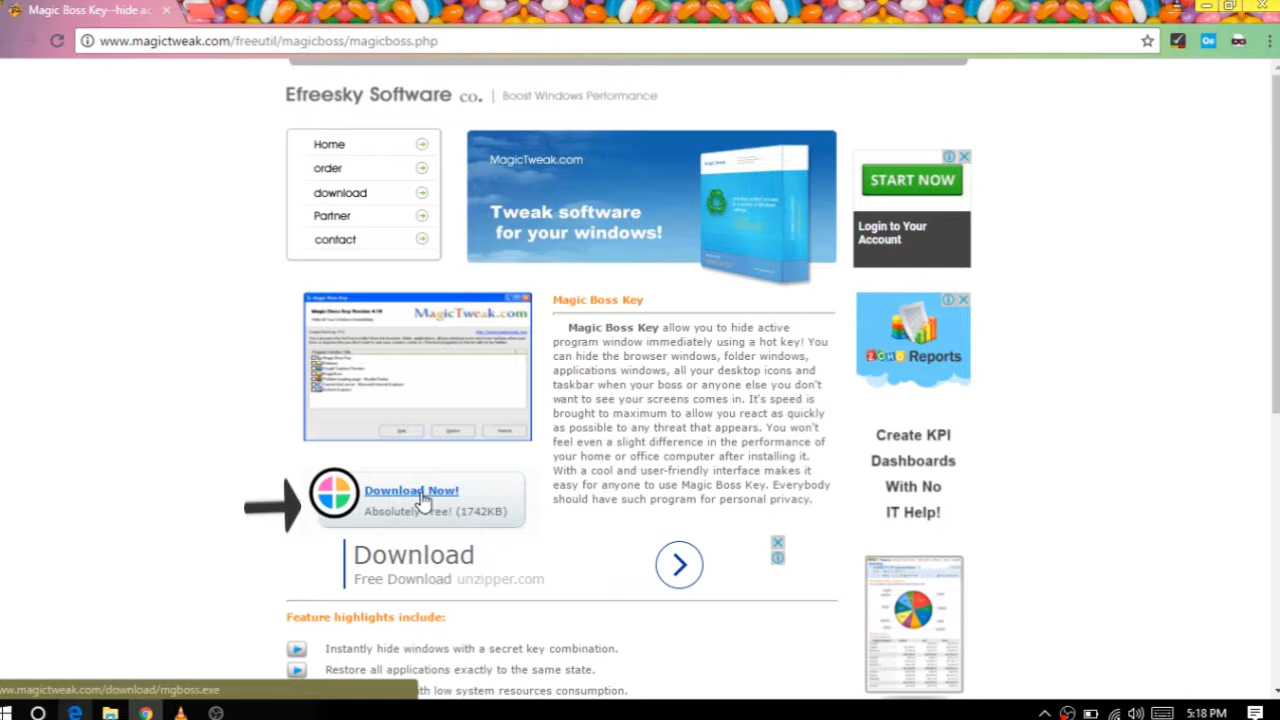 Magic Boss Key--hide ac
www.magictweak.com/freeutil/magicboss/magicboss.php
Efreesky Software co. | Boost Windows Performance
Home
order
download
Partner
contact
MagicTweak.com
Tweak software
for your windows!
START NOW
Login to Your
Account
MagicTweak.com
Magic Boss Key
Magic Boss Key allow you to hide active
program window immediately using a hot key! You
can hide the browser windows, folder windows,
applications windows, all your desktop icons and
taskbar when your boss or anyone else you don't
want to see your screens comes in. It's speed is
brought to maximum to allow you react as quickly
as possible to any threat that appears. You won't
feel even a slight difference in the performance of
your home or office computer after installing it.
With a cool and user-friendly interface makes it
easy for anyone to use Magic Boss Key. Everybody
should have such program for personal privacy.
ZOHO Reports
Create KPI
Dashboards
With No
IT Help!
Download Now!
Absolutely Free! (1742KB)
Download
Free Download unzipper.com
Feature highlights include:
Instantly hide windows with a secret key combination.
Restore all applications exactly to the same state.
with low system resources consumption.
www.magictweak.com/download/mgboss.exe
5:18 PM